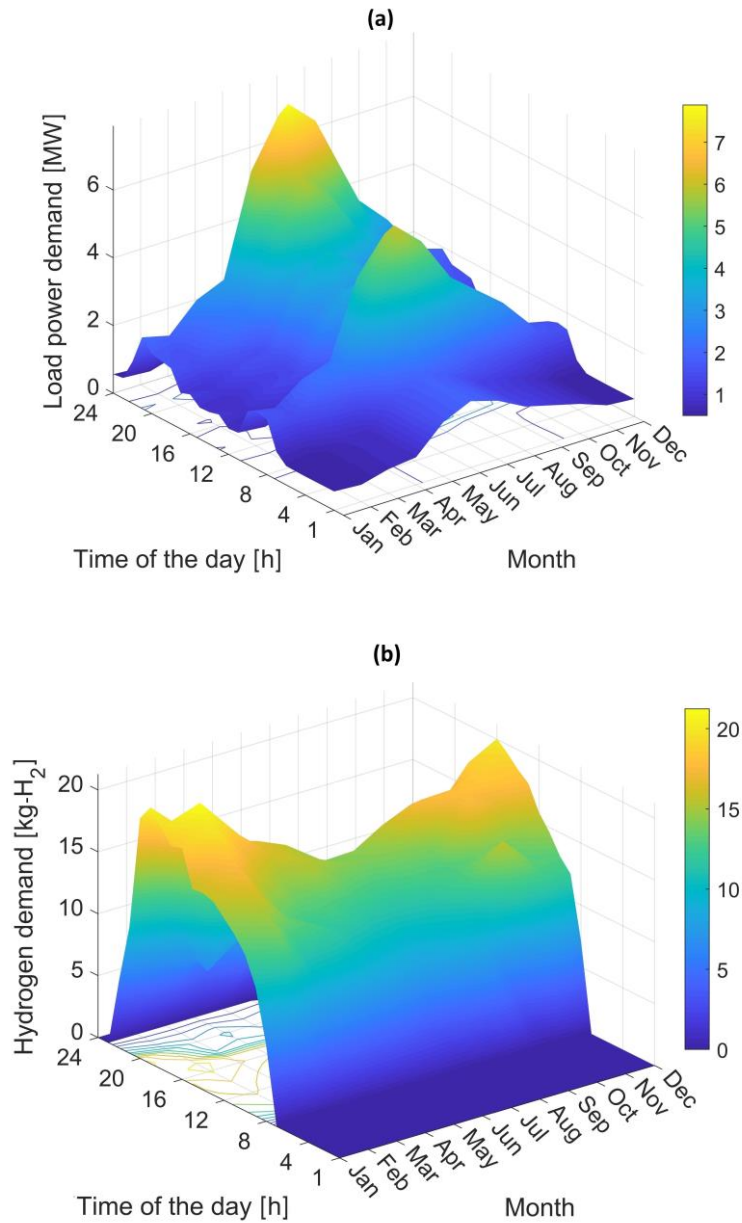 (a)
Load power demand [MW]
6
4
2
0
24
20
16
12
8
4
1
Time of the day [h]
Jan
Feb
Mar
Apr
May
Jun
Jul
Aug
Sep
Oct
Nov
Dec
Month
7
6
5
4
3
2
1
(b)
Hydrogen demand [kg-H2]
20
15
10
5
0
24
20
16
12
8
4
1
Time of the day [h]
Jan
Feb
Mar
Apr
May
Jun
Jul
Aug
Sep
Oct
Nov
Dec
Month
20
15
10
5
0